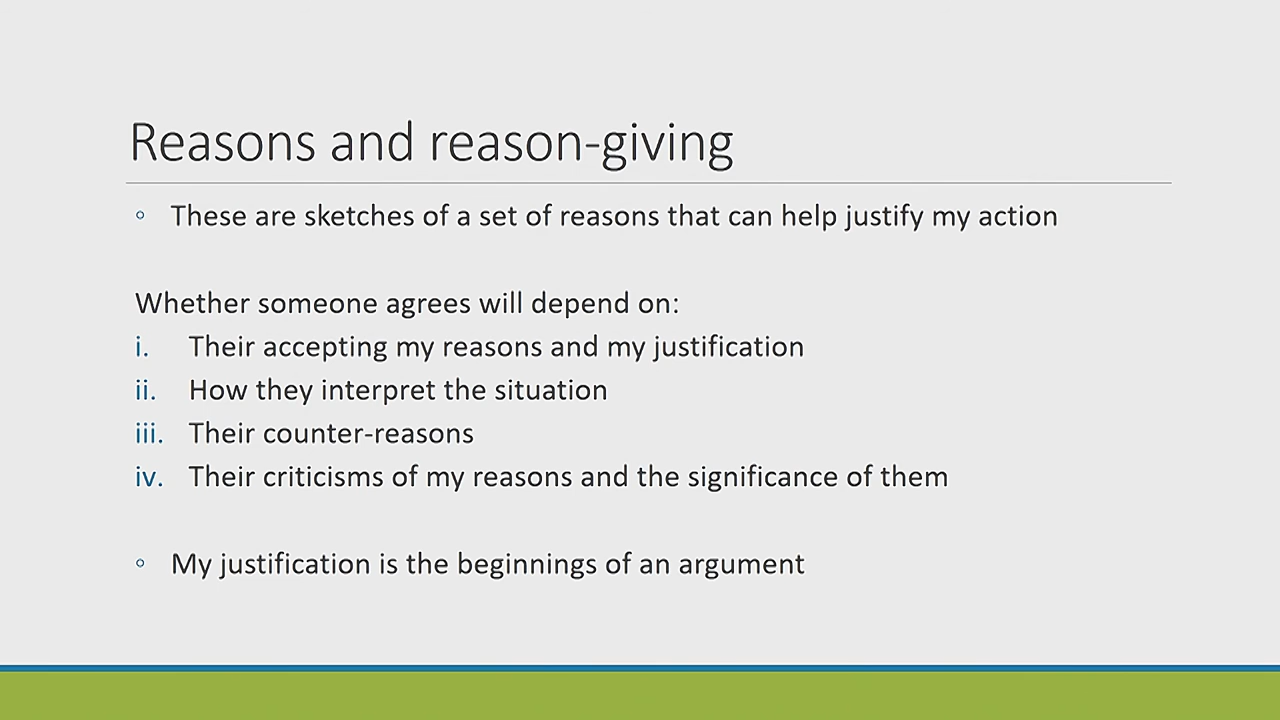 Reasons and reason-giving
◦ These are sketches of a set of reasons that can help justify my action
Whether someone agrees will depend on:
i. Their accepting my reasons and my justification
ii. How they interpret the situation
iii. Their counter-reasons
iv. Their criticisms of my reasons and the significance of them
◦ My justification is the beginnings of an argument